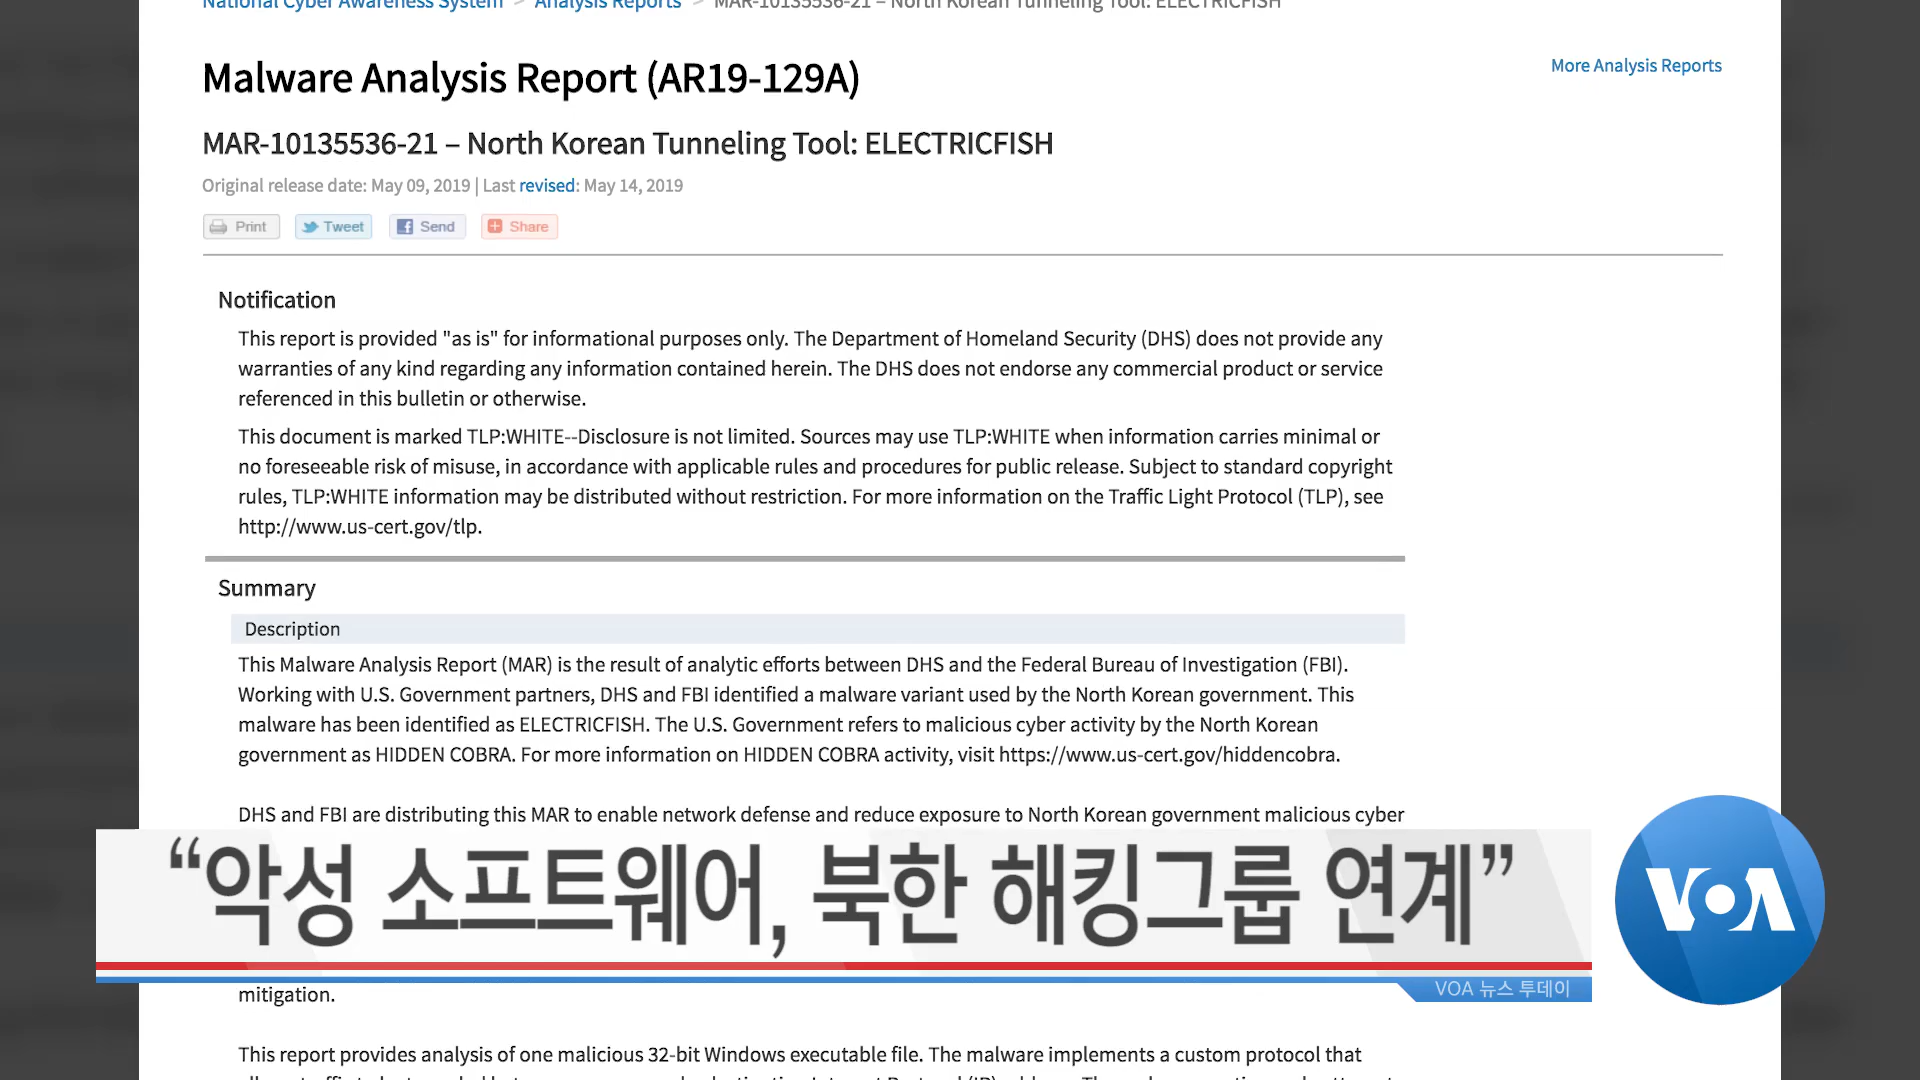 National Cyber Awareness System > Analysis Reports > MAR-10135536-21 – North Korean Tunneling Tool: ELECTRICFISH
Malware Analysis Report (AR19-129A)
More Analysis Reports
MAR-10135536-21 – North Korean Tunneling Tool: ELECTRICFISH
Original release date: May 09, 2019 | Last revised: May 14, 2019
Print Tweet Send Share
Notification
This report is provided "as is" for informational purposes only. The Department of Homeland Security (DHS) does not provide any
warranties of any kind regarding any information contained herein. The DHS does not endorse any commercial product or service
referenced in this bulletin or otherwise.
This document is marked TLP:WHITE--Disclosure is not limited. Sources may use TLP:WHITE when information carries minimal or
no foreseeable risk of misuse, in accordance with applicable rules and procedures for public release. Subject to standard copyright
rules, TLP:WHITE information may be distributed without restriction. For more information on the Traffic Light Protocol (TLP), see
http://www.us-cert.gov/tlp.
Summary
Description
This Malware Analysis Report (MAR) is the result of analytic efforts between DHS and the Federal Bureau of Investigation (FBI).
Working with U.S. Government partners, DHS and FBI identified a malware variant used by the North Korean government. This
malware has been identified as ELECTRICFISH. The U.S. Government refers to malicious cyber activity by the North Korean
government as HIDDEN COBRA. For more information on HIDDEN COBRA activity, visit https://www.us-cert.gov/hiddencobra.
DHS and FBI are distributing this MAR to enable network defense and reduce exposure to North Korean government malicious cyber
“악성 소프트웨어, 북한 해킹그룹 연계”
VOA
VOA 뉴스 투데이
mitigation.
This report provides analysis of one malicious 32-bit Windows executable file. The malware implements a custom protocol that